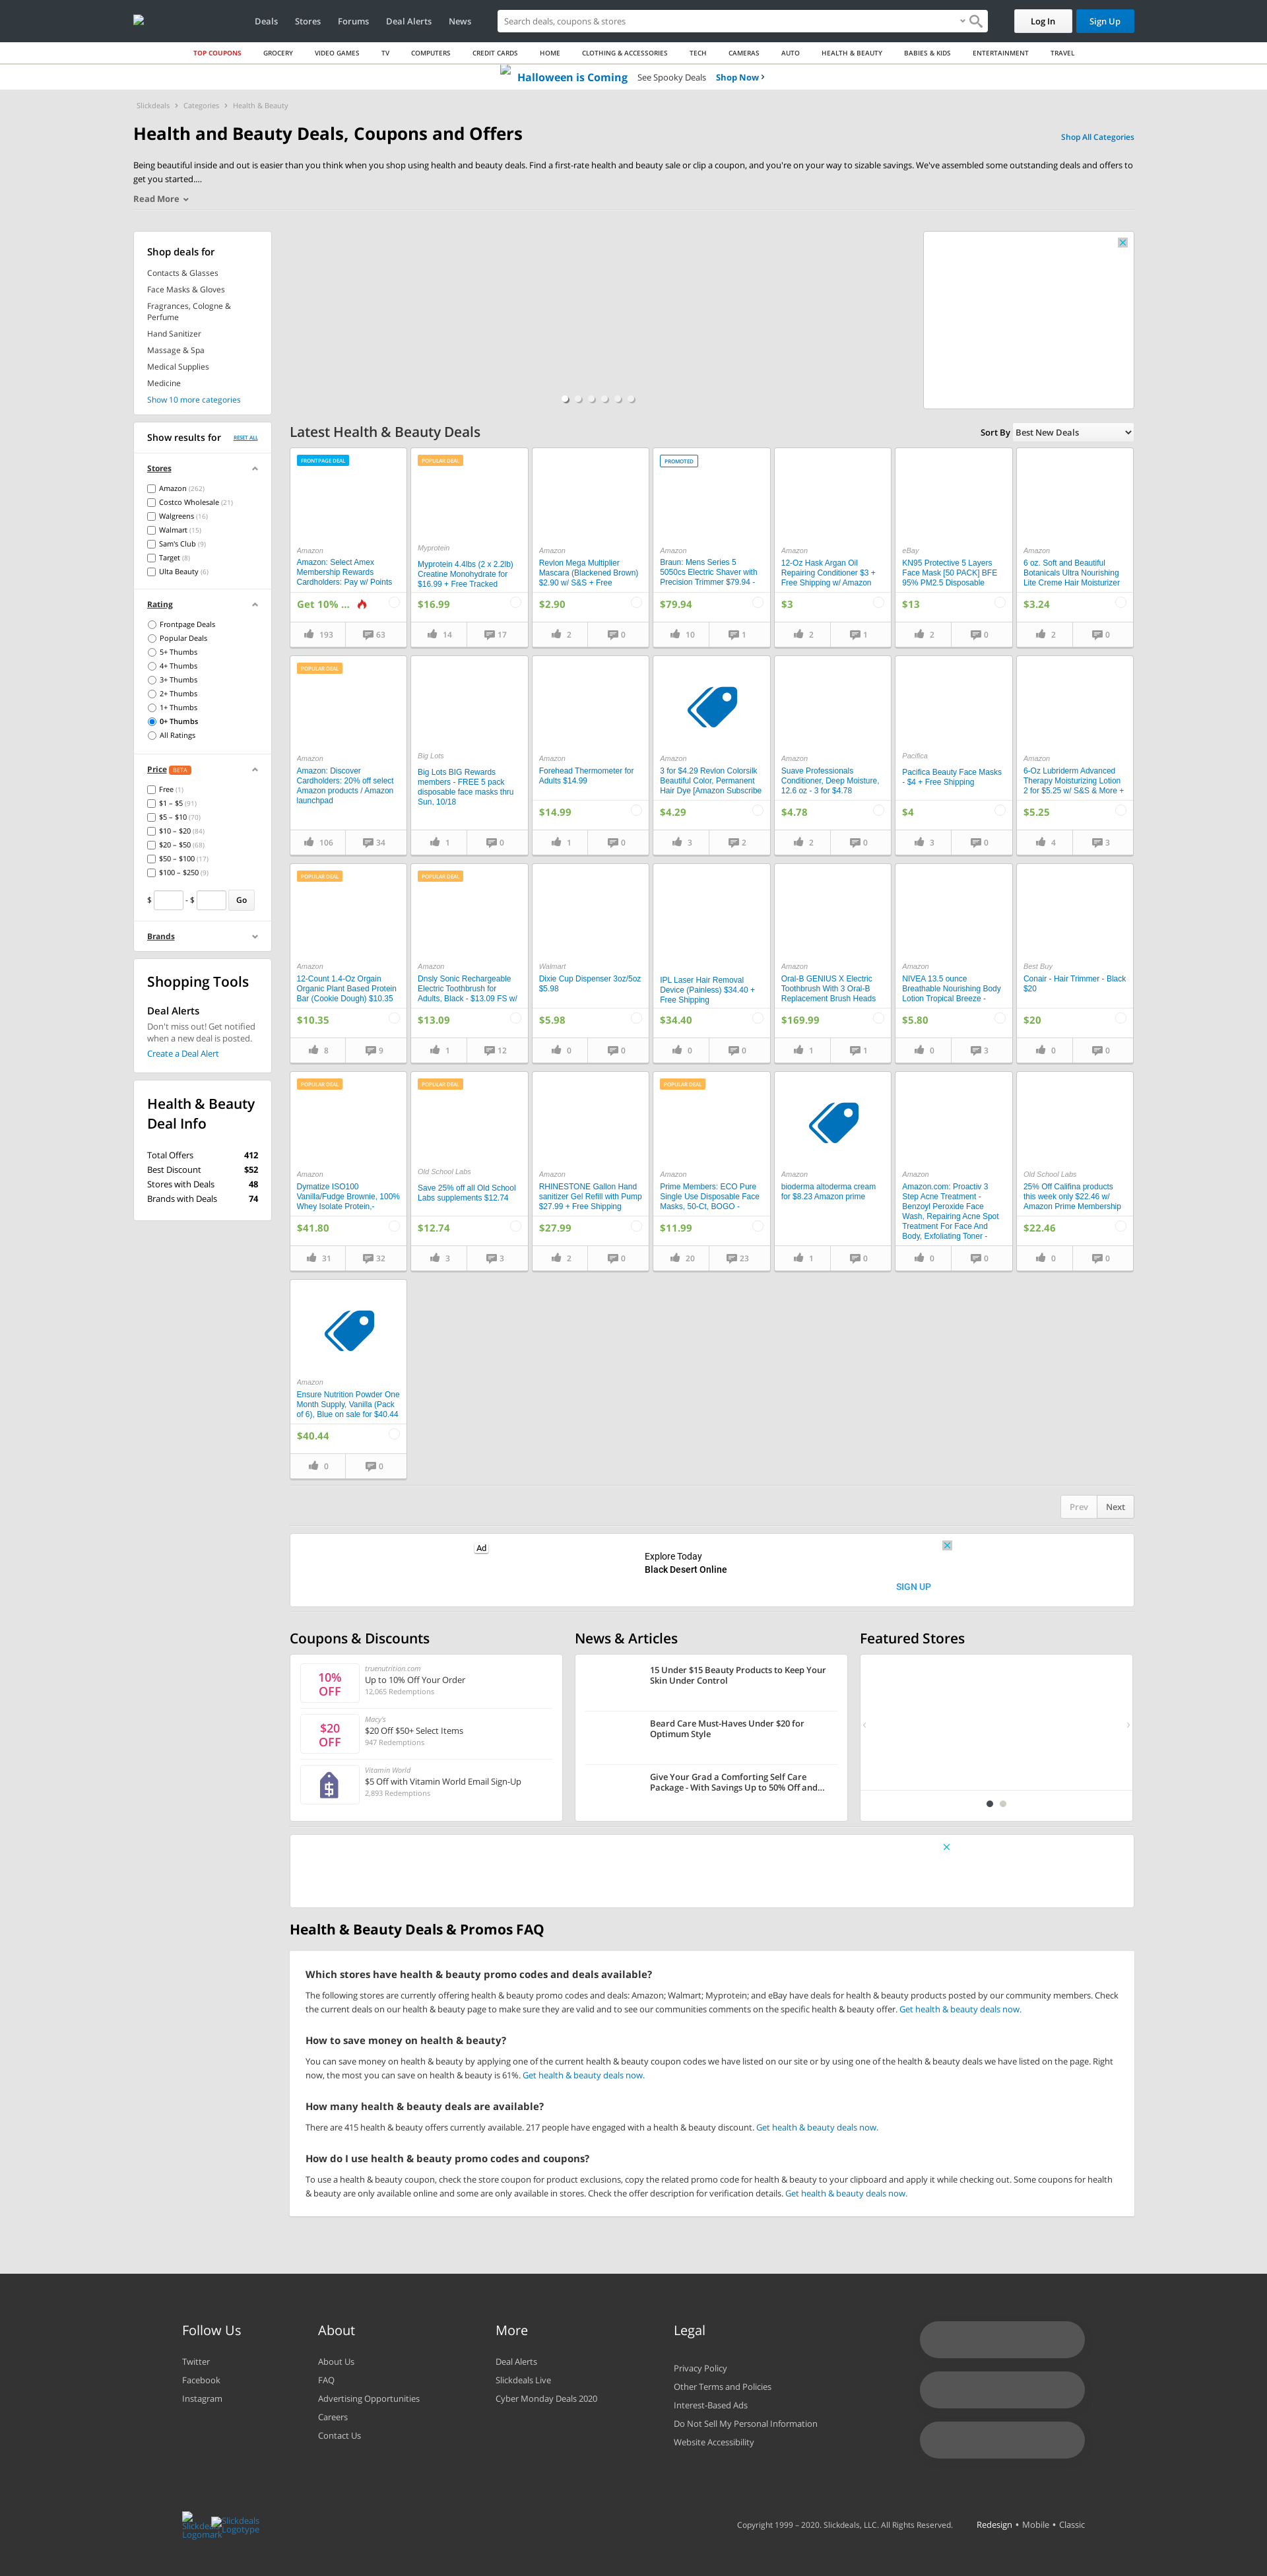 Deals
Stores
Forums
Deal Alerts
News
Search deals, coupons & stores
Log In
Sign Up
TOP COUPONS
GROCERY
VIDEO GAMES
TV
COMPUTERS
CREDIT CARDS
HOME
CLOTHING & ACCESSORIES
TECH
CAMERAS
AUTO
HEALTH & BEAUTY
BABIES & KIDS
ENTERTAINMENT
TRAVEL
Halloween is Coming See Spooky Deals Shop Now
Slickdeals > Categories > Health & Beauty
Health and Beauty Deals, Coupons and Offers
Shop All Categories
Being beautiful inside and out is easier than you think when you shop using health and beauty deals. Find a first-rate health and beauty sale or clip a coupon, and you're on your way to sizable savings. We've assembled some outstanding deals and offers to
get you started....
Read More
Shop deals for
Contacts & Glasses
Face Masks & Gloves
Fragrances, Cologne &
Perfume
Hand Sanitizer
Massage & Spa
Medical Supplies
Medicine
Show 10 more categories
Show results for RESET ALL
Stores
Amazon (262)
Costco Wholesale (21)
Walgreens (16)
Walmart (15)
Sam's Club (9)
Target (8)
Ulta Beauty (6)
Rating
Frontpage Deals
Popular Deals
5+ Thumbs
4+ Thumbs
3+ Thumbs
2+ Thumbs
1+ Thumbs
0+ Thumbs
All Ratings
Price BETA
Free (1)
$1 – $5 (91)
$5 – $10 (70)
$10 – $20 (84)
$20 – $50 (68)
$50 – $100 (17)
$100 – $250 (9)
$ - $ Go
Brands
Shopping Tools
Deal Alerts
Don't miss out! Get notified
when a new deal is posted.
Create a Deal Alert
Health & Beauty
Deal Info
Total Offers 412
Best Discount $52
Stores with Deals 48
Brands with Deals 74
Latest Health & Beauty Deals
Sort By Best New Deals
FRONTPAGE DEAL
Amazon
Amazon: Select Amex
Membership Rewards
Cardholders: Pay w/ Points
Get 10% ...
193 63
POPULAR DEAL
Myprotein
Myprotein 4.4lbs (2 x 2.2lb)
Creatine Monohydrate for
$16.99 + Free Tracked
$16.99
14 17
Amazon
Revlon Mega Multiplier
Mascara (Blackened Brown)
$2.90 w/ S&S + Free
$2.90
2 0
PROMOTED
Amazon
Braun: Mens Series 5
5050cs Electric Shaver with
Precision Trimmer $79.94 -
$79.94
10 1
Amazon
12-Oz Hask Argan Oil
Repairing Conditioner $3 +
Free Shipping w/ Amazon
$3
2 1
eBay
KN95 Protective 5 Layers
Face Mask [50 PACK] BFE
95% PM2.5 Disposable
$13
2 0
Amazon
6 oz. Soft and Beautiful
Botanicals Ultra Nourishing
Lite Creme Hair Moisturizer
$3.24
2 0
POPULAR DEAL
Amazon
Amazon: Discover
Cardholders: 20% off select
Amazon products / Amazon
launchpad
106 34
Big Lots
Big Lots BIG Rewards
members - FREE 5 pack
disposable face masks thru
Sun, 10/18
1 0
Amazon
Forehead Thermometer for
Adults $14.99
$14.99
1 0
Amazon
3 for $4.29 Revlon Colorsilk
Beautiful Color, Permanent
Hair Dye [Amazon Subscribe
$4.29
3 2
Amazon
Suave Professionals
Conditioner, Deep Moisture,
12.6 oz - 3 for $4.78
$4.78
2 0
Pacifica
Pacifica Beauty Face Masks
- $4 + Free Shipping
$4
3 0
Amazon
6-Oz Lubriderm Advanced
Therapy Moisturizing Lotion
2 for $5.25 w/ S&S & More +
$5.25
4 3
POPULAR DEAL
Amazon
12-Count 1.4-Oz Orgain
Organic Plant Based Protein
Bar (Cookie Dough) $10.35
$10.35
8 9
POPULAR DEAL
Amazon
Dnsly Sonic Rechargeable
Electric Toothbrush for
Adults, Black - $13.09 FS w/
$13.09
1 12
Walmart
Dixie Cup Dispenser 3oz/5oz
$5.98
$5.98
0 0
IPL Laser Hair Removal
Device (Painless) $34.40 +
Free Shipping
$34.40
0 0
Amazon
Oral-B GENIUS X Electric
Toothbrush With 3 Oral-B
Replacement Brush Heads
$169.99
1 1
Amazon
NIVEA 13.5 ounce
Breathable Nourishing Body
Lotion Tropical Breeze -
$5.80
0 3
Best Buy
Conair - Hair Trimmer - Black
$20
$20
0 0
POPULAR DEAL
Amazon
Dymatize ISO100
Vanilla/Fudge Brownie, 100%
Whey Isolate Protein,-
$41.80
31 32
POPULAR DEAL
Old School Labs
Save 25% off all Old School
Labs supplements $12.74
$12.74
3 3
Amazon
RHINESTONE Gallon Hand
sanitizer Gel Refill with Pump
$27.99 + Free Shipping
$27.99
2 0
POPULAR DEAL
Amazon
Prime Members: ECO Pure
Single Use Disposable Face
Masks, 50-Ct, BOGO -
$11.99
20 23
Amazon
bioderma altoderma cream
for $8.23 Amazon prime
1 0
Amazon
Amazon.com: Proactiv 3
Step Acne Treatment -
Benzoyl Peroxide Face
Wash, Repairing Acne Spot
Treatment For Face And
Body, Exfoliating Toner -
0 0
Old School Labs
25% Off Califina products
this week only $22.46 w/
Amazon Prime Membership
$22.46
0 0
Amazon
Ensure Nutrition Powder One
Month Supply, Vanilla (Pack
of 6), Blue on sale for $40.44
$40.44
0 0
Prev Next
Ad
Explore Today
Black Desert Online
SIGN UP
Coupons & Discounts
10%
OFF
truenutrition.com
Up to 10% Off Your Order
12,065 Redemptions
$20
OFF
Macy's
$20 Off $50+ Select Items
947 Redemptions
Vitamin World
$5 Off with Vitamin World Email Sign-Up
2,893 Redemptions
News & Articles
15 Under $15 Beauty Products to Keep Your
Skin Under Control
Beard Care Must-Haves Under $20 for
Optimum Style
Give Your Grad a Comforting Self Care
Package - With Savings Up to 50% Off and...
Featured Stores
Health & Beauty Deals & Promos FAQ
Which stores have health & beauty promo codes and deals available?
The following stores are currently offering health & beauty promo codes and deals: Amazon; Walmart; Myprotein; and eBay have deals for health & beauty products posted by our community members. Check
the current deals on our health & beauty page to make sure they are valid and to see our communities comments on the specific health & beauty offer. Get health & beauty deals now.
How to save money on health & beauty?
You can save money on health & beauty by applying one of the current health & beauty coupon codes we have listed on our site or by using one of the health & beauty deals we have listed on the page. Right
now, the most you can save on health & beauty is 61%. Get health & beauty deals now.
How many health & beauty deals are available?
There are 415 health & beauty offers currently available. 217 people have engaged with a health & beauty discount. Get health & beauty deals now.
How do I use health & beauty promo codes and coupons?
To use a health & beauty coupon, check the store coupon for product exclusions, copy the related promo code for health & beauty to your clipboard and apply it while checking out. Some coupons for health
& beauty are only available online and some are only available in stores. Check the offer description for verification details. Get health & beauty deals now.
Follow Us
Twitter
Facebook
Instagram
About
About Us
FAQ
Advertising Opportunities
Careers
Contact Us
More
Deal Alerts
Slickdeals Live
Cyber Monday Deals 2020
Legal
Privacy Policy
Other Terms and Policies
Interest-Based Ads
Do Not Sell My Personal Information
Website Accessibility
Slickdeals
Logomark
Slickdeals
Logotype
Copyright 1999 – 2020. Slickdeals, LLC. All Rights Reserved.
Redesign • Mobile • Classic